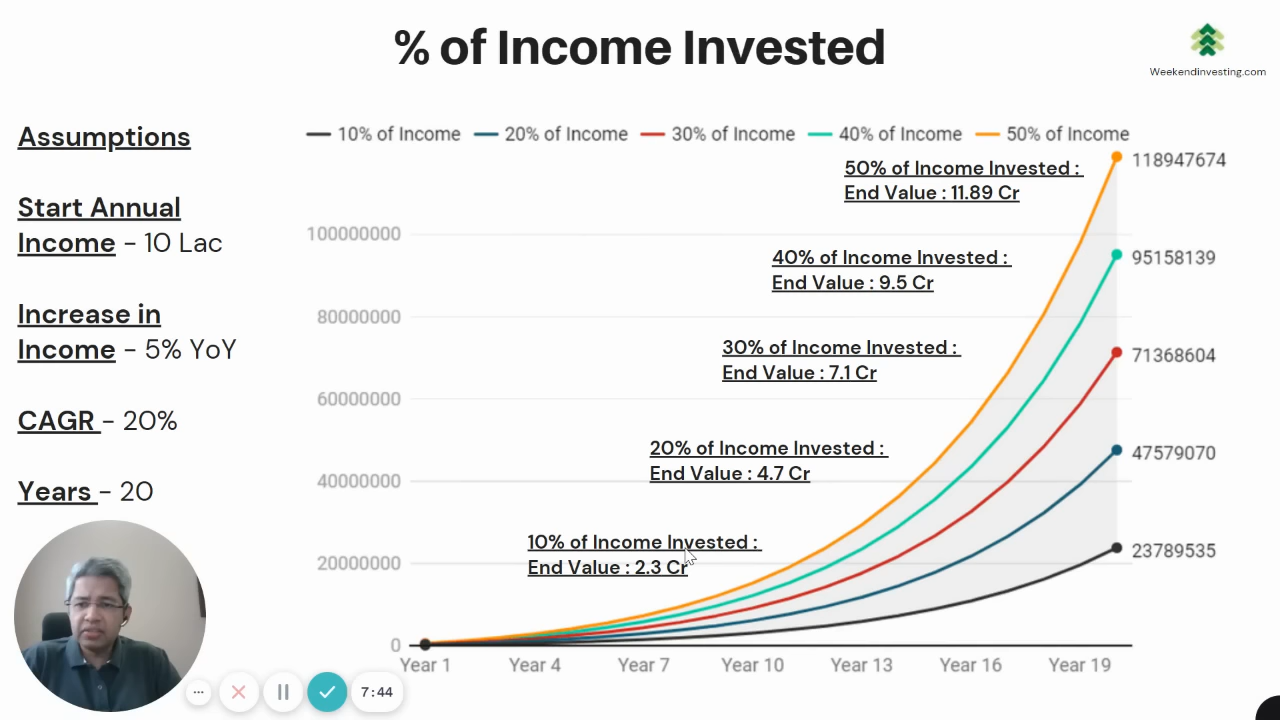 % of Income Invested
Weekendinvesting.com
Assumptions
Start Annual
Income - 10 Lac
Increase in
Income - 5% YoY
CAGR - 20%
Years - 20
10% of Income 20% of Income 30% of Income 40% of Income 50% of Income
50% of Income Invested :
End Value : 11.89 Cr
40% of Income Invested :
End Value : 9.5 Cr
30% of Income Invested :
End Value : 7.1 Cr
20% of Income Invested :
End Value : 4.7 Cr
10% of Income Invested :
End Value : 2.3 Cr
118947674
95158139
71368604
47579070
23789535
100000000
80000000
60000000
40000000
20000000
0
Year 1 Year 4 Year 7 Year 10 Year 13 Year 16 Year 19
7:44